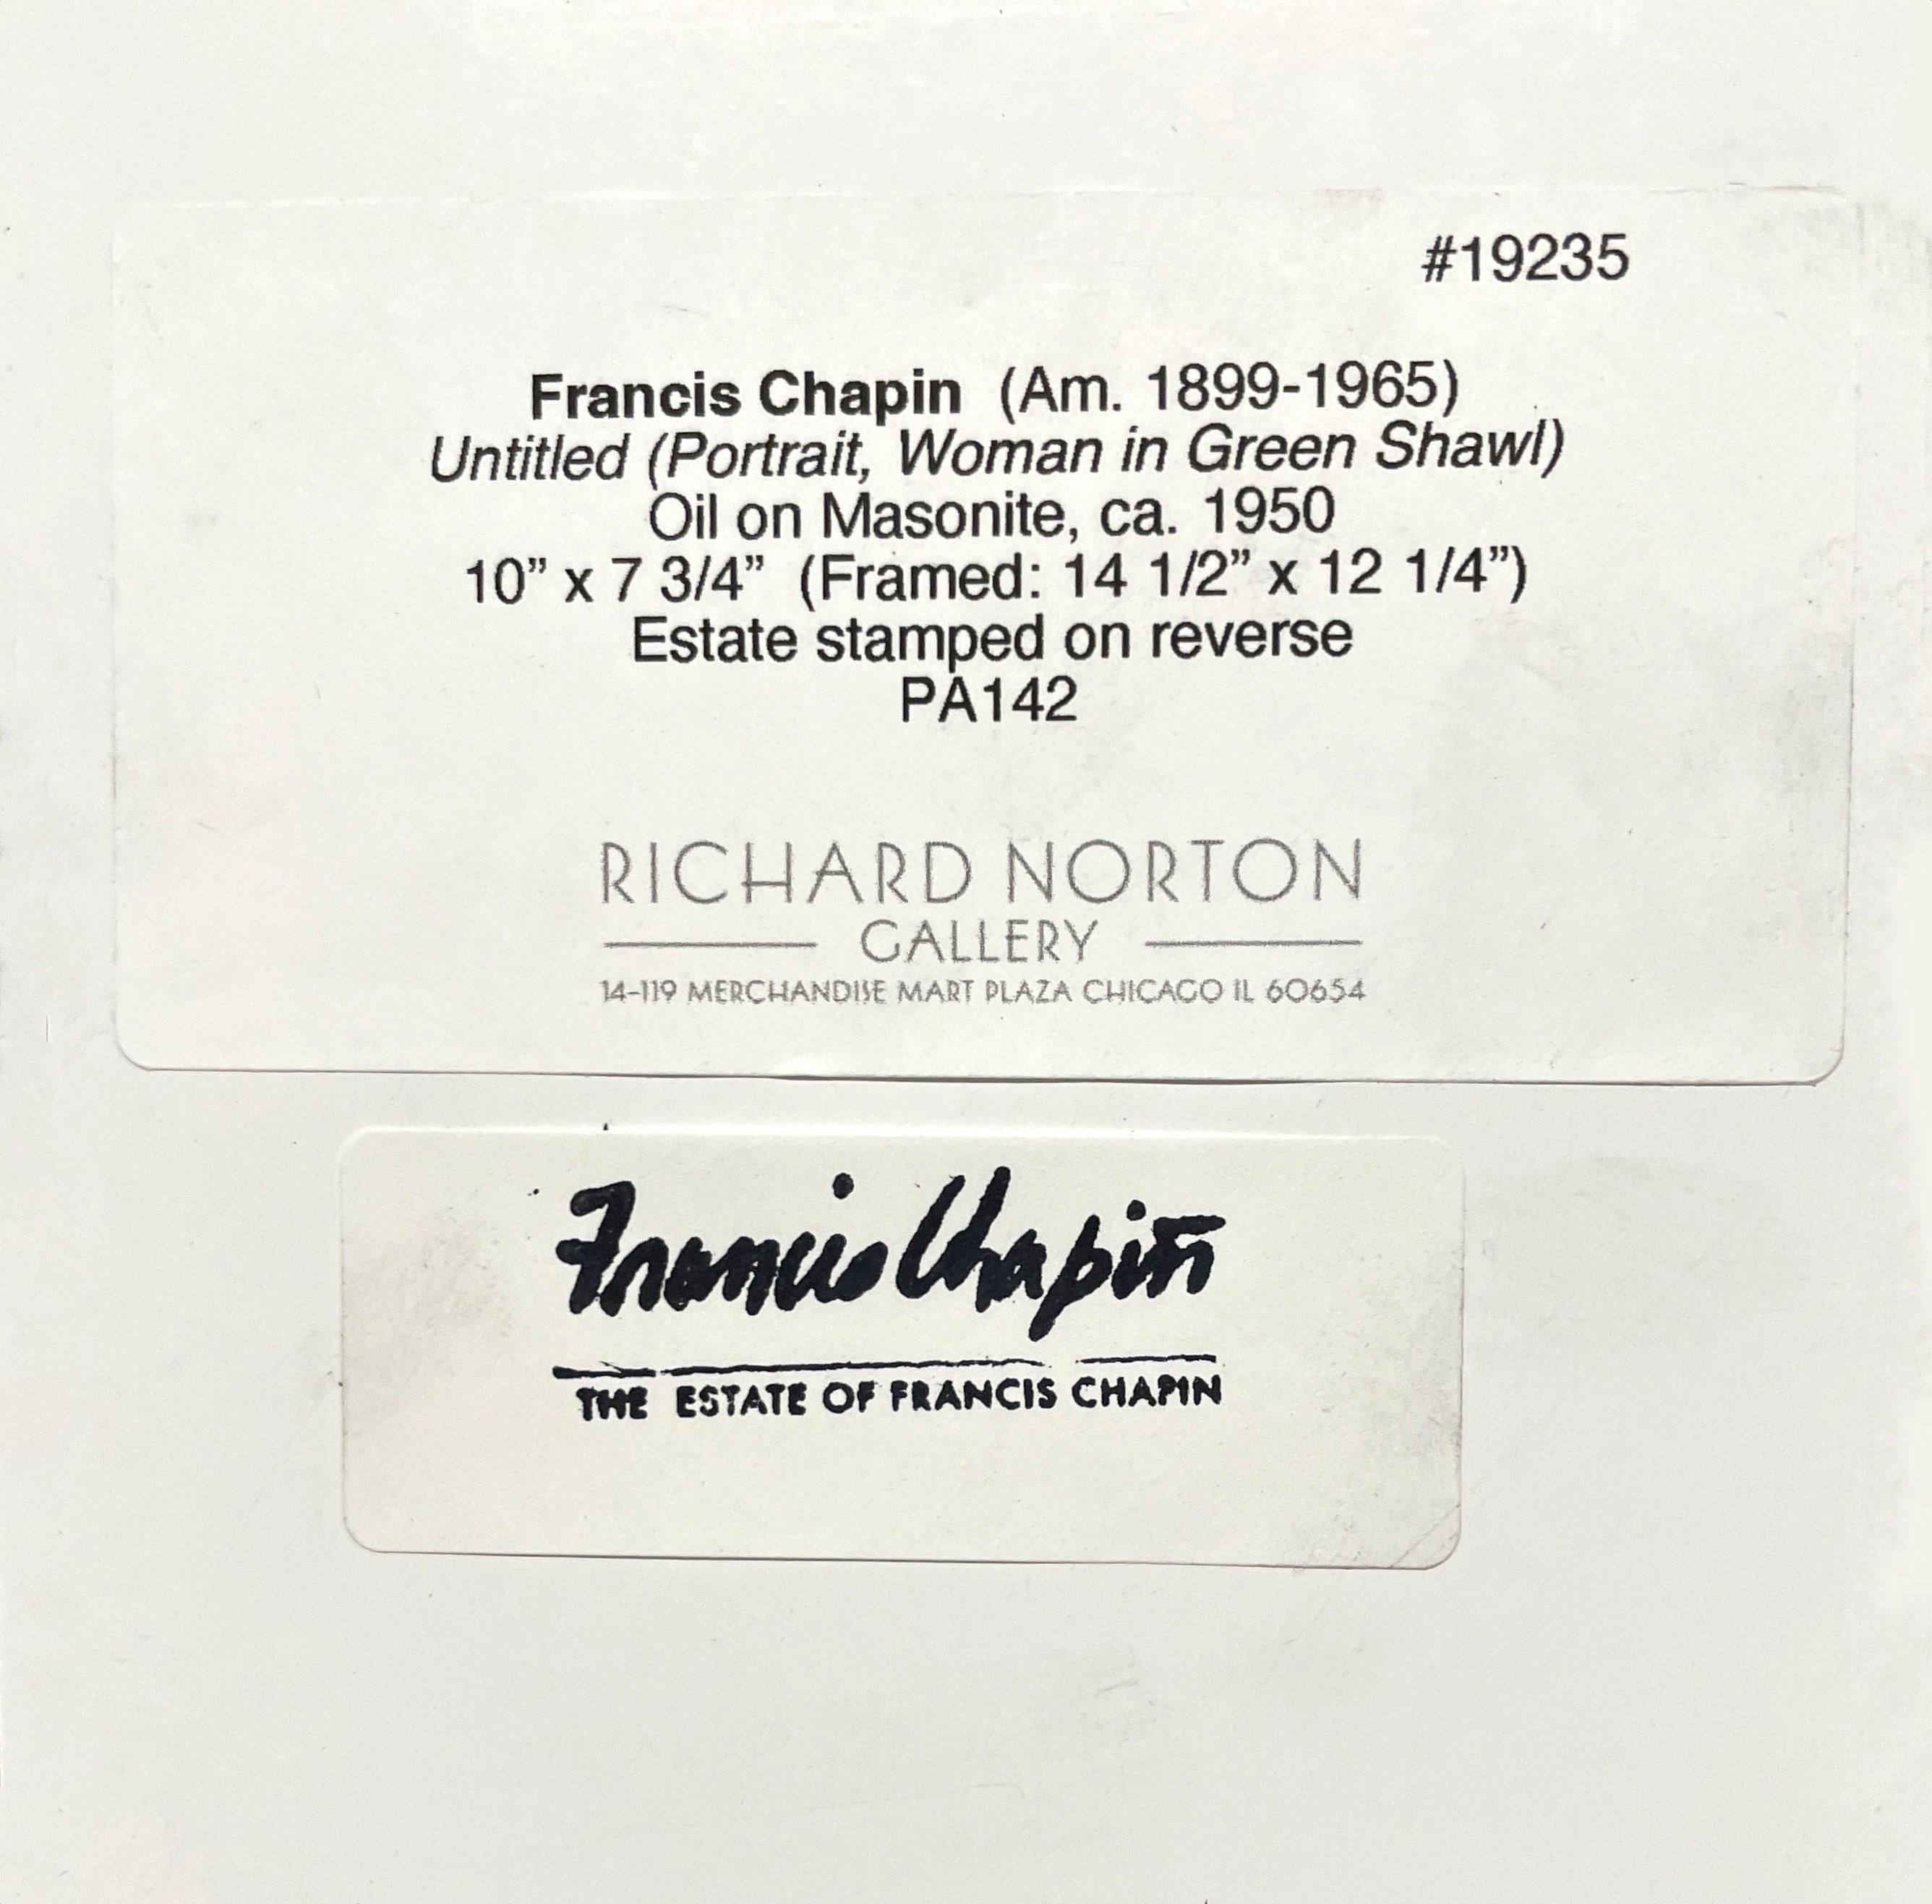 #19235
Francis Chapin (Am. 1899-1965)
Untitled (Portrait, Woman in Green Shawl)
Oil on Masonite, ca. 1950
10” x 7 3/4” (Framed: 14 1/2” x 12 1/4”)
Estate stamped on reverse
PA142
RICHARD NORTON
GALLERY
14-119 MERCHANDISE MART PLAZA CHICAGO IL 60654
Francis Chapin
THE ESTATE OF FRANCIS CHAPIN